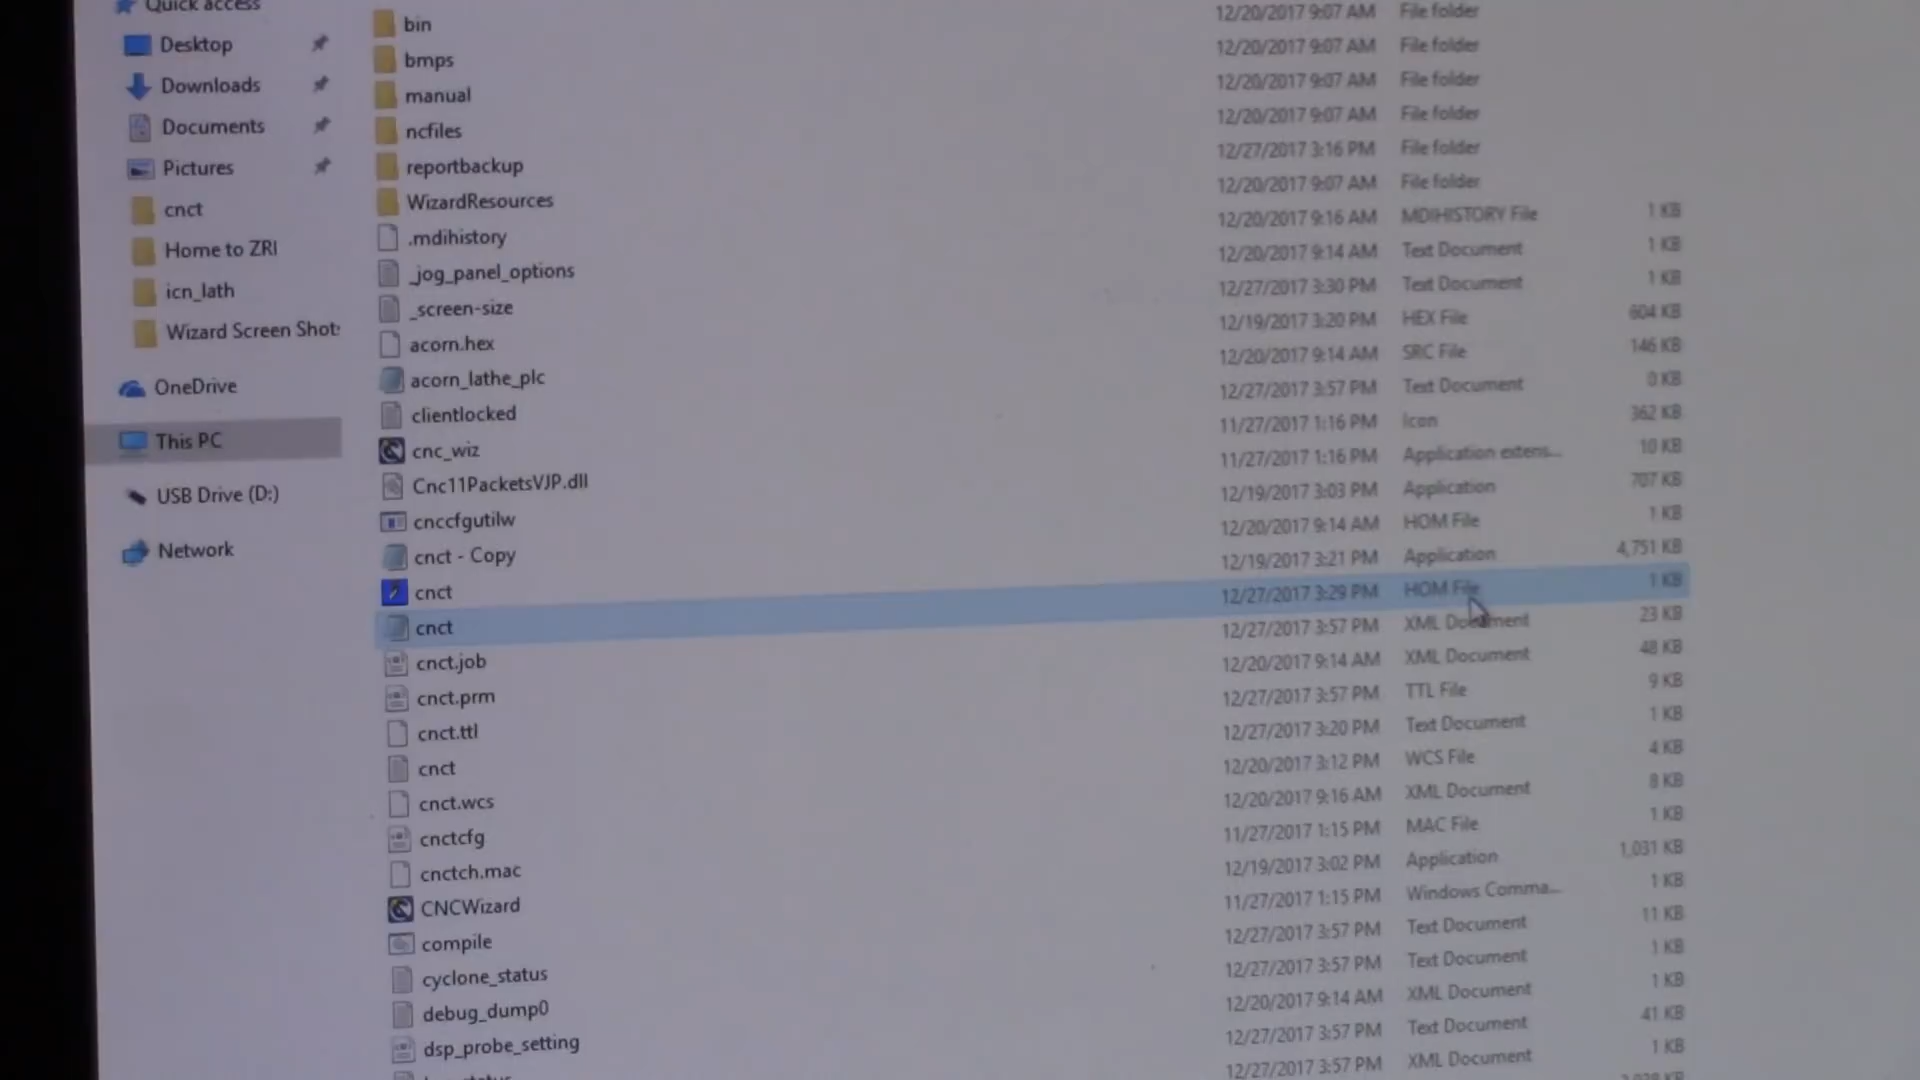 Quick access
Desktop
Downloads
Documents
Pictures
cnct
Home to ZRI
icn_lath
Wizard Screen Shot
OneDrive
This PC
USB Drive (D:)
Network
bin 12/20/2017 9:07 AM File folder
bmps 12/20/2017 9:07 AM File folder
manual 12/20/2017 9:07 AM File folder
ncfiles 12/20/2017 9:07 AM File folder
reportbackup 12/27/2017 3:16 PM File folder
WizardResources 12/20/2017 9:07 AM File folder
.mdihistory 12/20/2017 9:16 AM MDIHISTORY File 1 KB
_jog_panel_options 12/20/2017 9:14 AM Text Document 1 KB
_screen-size 12/27/2017 3:30 PM Text Document 1 KB
acorn.hex 12/19/2017 3:20 PM HEX File 604 KB
acorn_lathe_plc 12/20/2017 9:14 AM SRC File 146 KB
clientlocked 12/27/2017 3:57 PM Text Document 0 KB
cnc_wiz 11/27/2017 1:16 PM Icon 362 KB
Cnc11PacketsVJP.dll 11/27/2017 1:16 PM Application extens... 10 KB
cnccfgutilw 12/19/2017 3:03 PM Application 707 KB
cnct - Copy 12/20/2017 9:14 AM HOM File 1 KB
cnct 12/19/2017 3:21 PM Application 4,751 KB
cnct 12/27/2017 3:29 PM HOM File 1 KB
cnct.job 12/27/2017 3:57 PM XML Document 23 KB
cnct.prm 12/20/2017 9:14 AM XML Document 48 KB
cnct.ttl 12/27/2017 3:57 PM TTL File 9 KB
cnct 12/27/2017 3:20 PM Text Document 1 KB
cnct.wcs 12/20/2017 3:12 PM WCS File 4 KB
cnctcfg 12/20/2017 9:16 AM XML Document 8 KB
cnctch.mac 11/27/2017 1:15 PM MAC File 1 KB
CNCWizard 12/19/2017 3:02 PM Application 1,031 KB
compile 11/27/2017 1:15 PM Windows Comma... 1 KB
cyclone_status 12/27/2017 3:57 PM Text Document 11 KB
debug_dump0 12/27/2017 3:57 PM Text Document 1 KB
dsp_probe_setting 12/20/2017 9:14 AM XML Document 1 KB
12/27/2017 3:57 PM Text Document 41 KB
12/27/2017 3:57 PM XML Document 1 KB